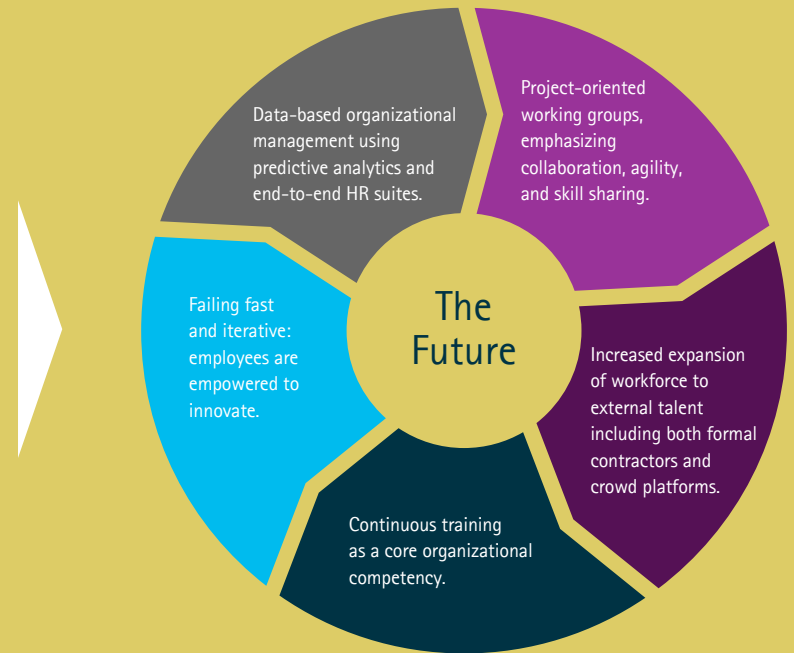 The
Future
Project-oriented
working groups,
emphasizing
collaboration, agility,
and skill sharing.
Increased expansion
of workforce to
external talent
including both formal
contractors and
crowd platforms.
Continuous training
as a core organizational
competency.
Failing fast
and iterative:
employees are
empowered to
innovate.
Data-based organizational
management using
predictive analytics and
end-to-end HR suites.